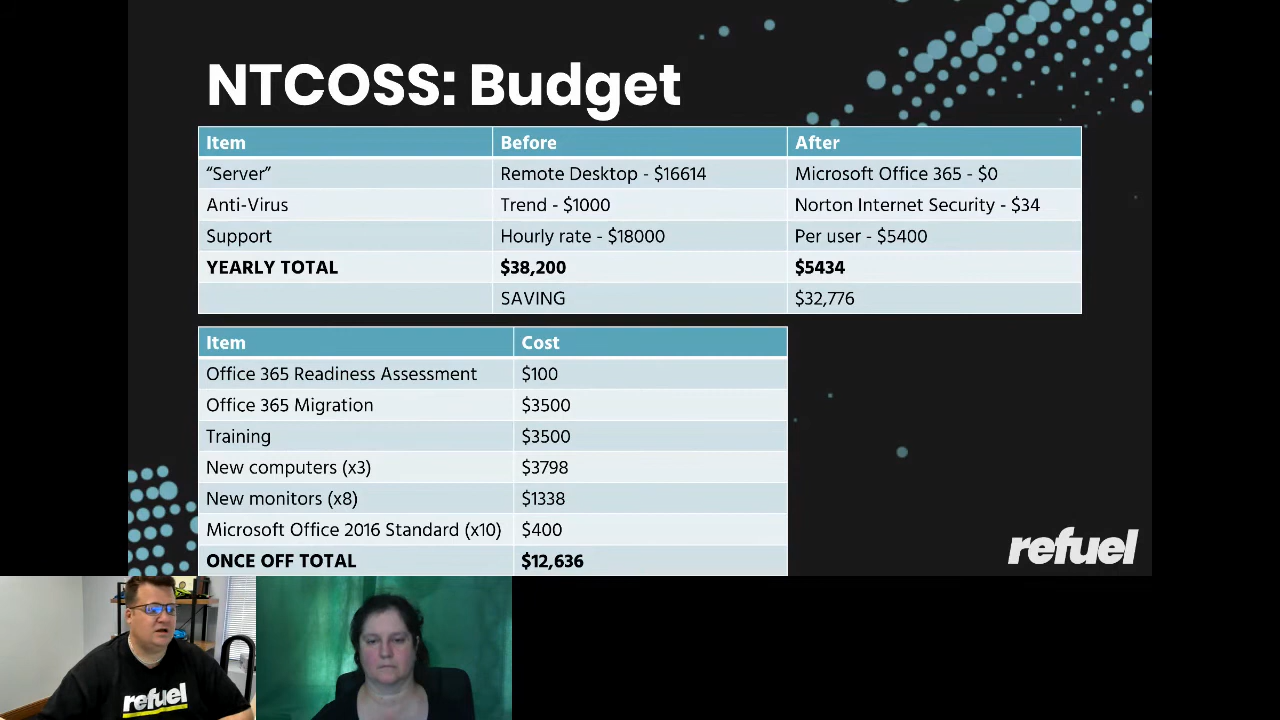 NTCOSS: Budget
Item Before After
“Server” Remote Desktop - $16614 Microsoft Office 365 - $0
Anti-Virus Trend - $1000 Norton Internet Security - $34
Support Hourly rate - $18000 Per user - $5400
YEARLY TOTAL $38,200 $5434
SAVING $32,776
Item Cost
Office 365 Readiness Assessment $100
Office 365 Migration $3500
Training $3500
New computers (x3) $3798
New monitors (x8) $1338
Microsoft Office 2016 Standard (x10) $400
ONCE OFF TOTAL $12,636
refuel
refuel